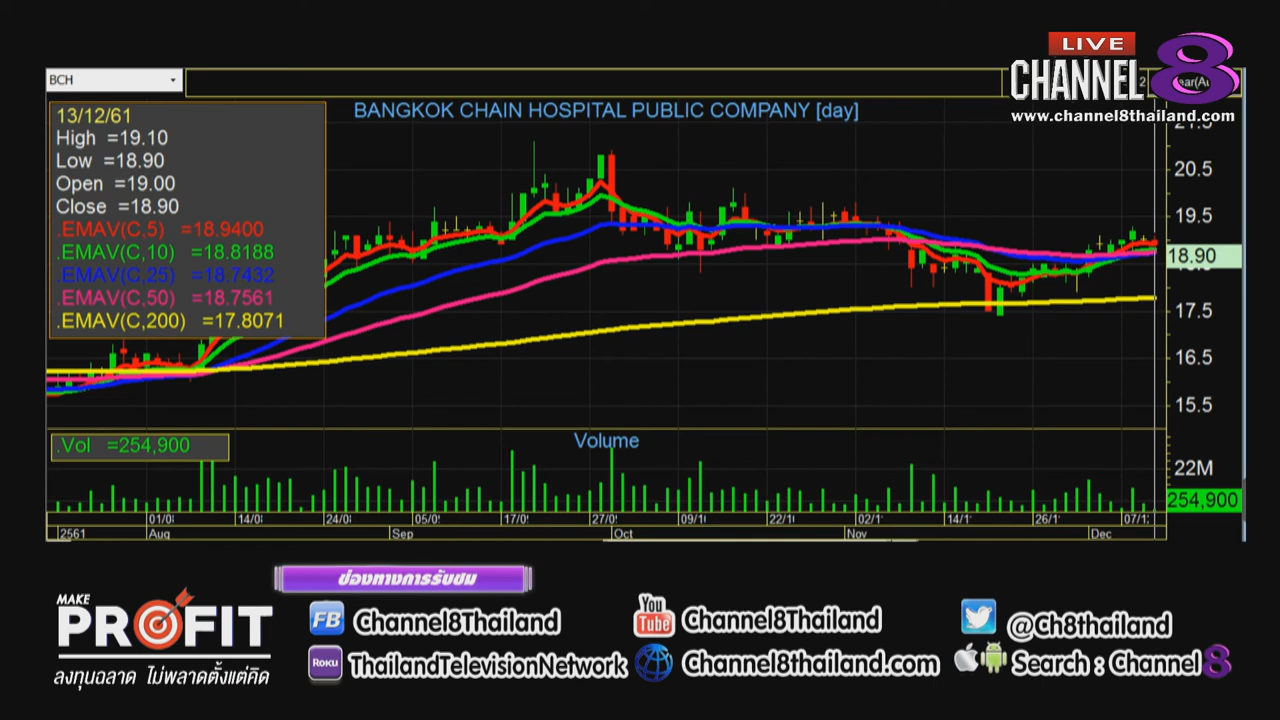 LIVE
CHANNEL 8
www.channel8thailand.com
BCH
13/12/61
High =19.10
Low =18.90
Open =19.00
Close =18.90
.EMAV(C,5) =18.9400
.EMAV(C,10) =18.8188
.EMAV(C,25) =18.7432
.EMAV(C,50) =18.7561
.EMAV(C,200) =17.8071
BANGKOK CHAIN HOSPITAL PUBLIC COMPANY [day]
21.5
20.5
19.5
18.90
17.5
16.5
15.5
.Vol =254,900
Volume
22M
254,900
01/0 14/0 24/0 05/0 17/0 27/0 09/1 22/1 02/1 14/1 26/1 07/1
2561 Aug Sep Oct Nov Dec
ช่องทางการรับชม
MAKE
PROFIT
ลงทุนฉลาด ไม่พลาดตั้งแต่คิด
FB Channel8Thailand
You Tube Channel8Thailand
@Ch8thailand
Roku ThailandTelevisionNetwork
Channel8thailand.com
Search : Channel 8